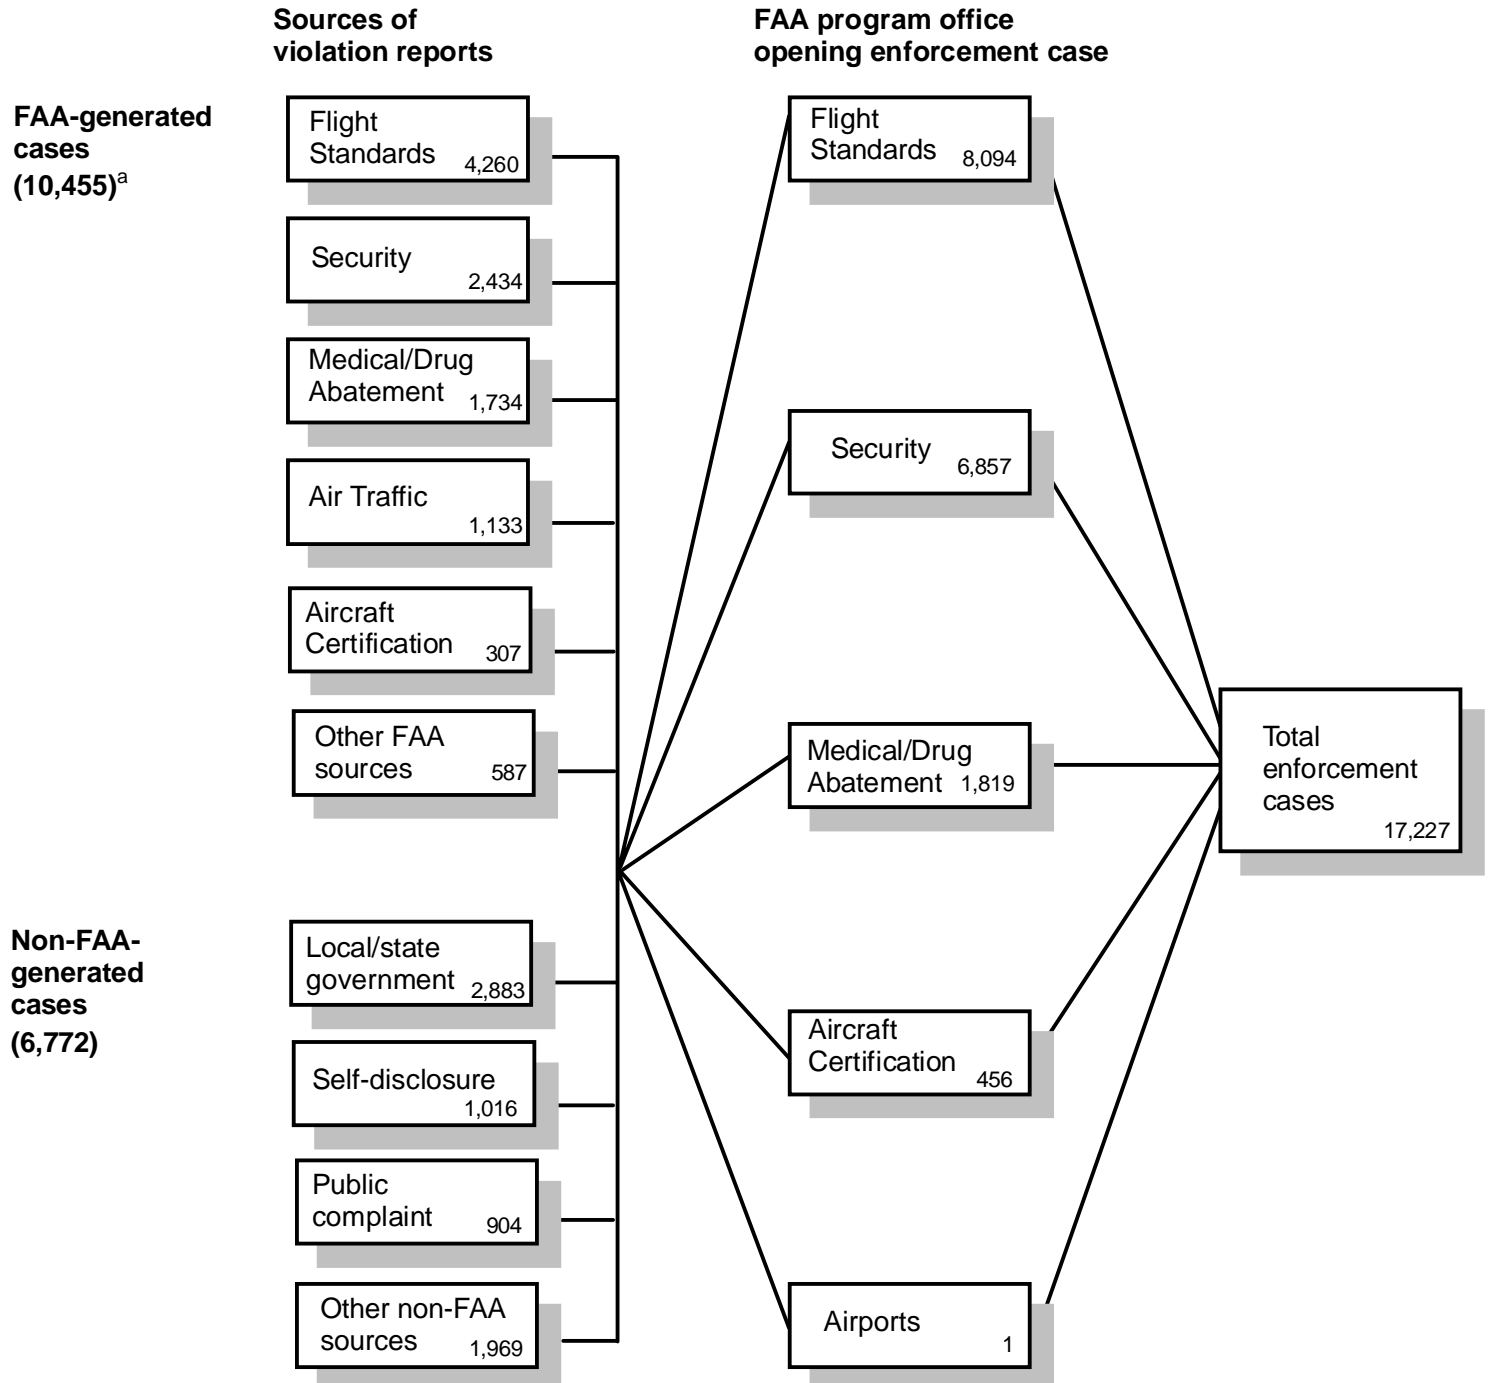 Sources of
violation reports
FAA program office
opening enforcement case
FAA-generated
cases
(10,455)a
Flight
Standards 4,260
Security
2,434
Medical/Drug
Abatement 1,734
Air Traffic
1,133
Aircraft
Certification 307
Other FAA
sources 587
Non-FAA-
generated
cases
(6,772)
Local/state
government 2,883
Self-disclosure
1,016
Public
complaint 904
Other non-FAA
sources 1,969
Flight
Standards 8,094
Security 6,857
Medical/Drug
Abatement 1,819
Aircraft
Certification 456
Airports
1
Total
enforcement
cases
17,227